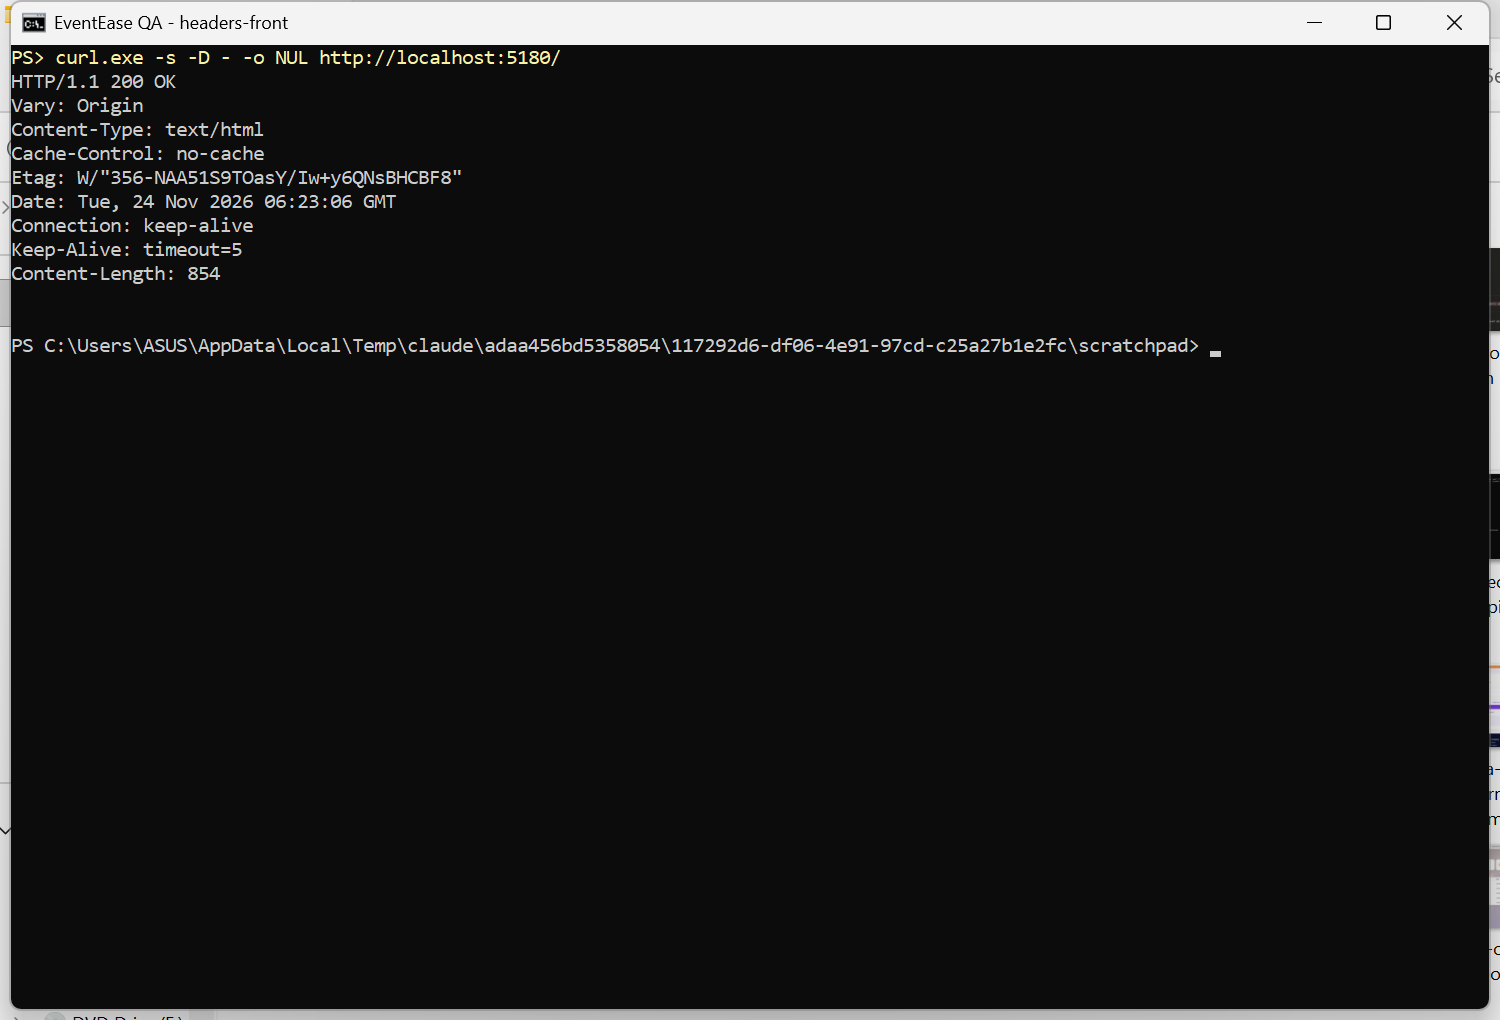 EventEase QA - headers-front
PS> curl.exe -s -D - -o NUL http://localhost:5180/
HTTP/1.1 200 OK
Vary: Origin
Content-Type: text/html
Cache-Control: no-cache
Etag: W/"356-NAA51S9TOasY/Iw+y6QNsBHCBF8"
Date: Tue, 24 Nov 2026 06:23:06 GMT
Connection: keep-alive
Keep-Alive: timeout=5
Content-Length: 854
PS C:\Users\ASUS\AppData\Local\Temp\claude\adaa456bd5358054\117292d6-df06-4e91-97cd-c25a27b1e2fc\scratchpad>